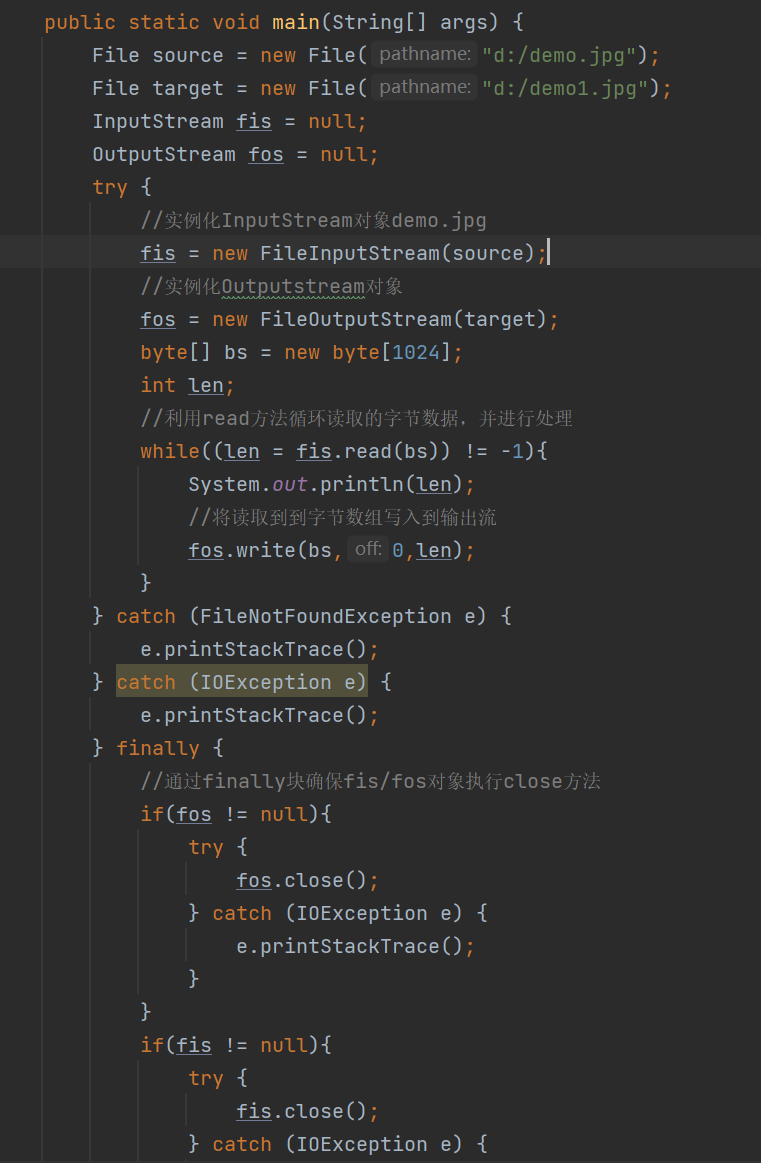 public static void main(String[] args) {
File source = new File( pathname: "d:/demo.jpg");
File target = new File( pathname: "d:/demo1.jpg");
InputStream fis = null;
OutputStream fos = null;
try {
//实例化InputStream对象demo.jpg
fis = new FileInputStream(source);
//实例化Outputstream对象
fos = new FileOutputStream(target);
byte[] bs = new byte[1024];
int len;
//利用read方法循环读取的字节数据，并进行处理
while((len = fis.read(bs)) != -1){
System.out.println(len);
//将读取到到字节数组写入到输出流
fos.write(bs, off: 0,len);
}
} catch (FileNotFoundException e) {
e.printStackTrace();
} catch (IOException e) {
e.printStackTrace();
} finally {
//通过finally块确保fis/fos对象执行close方法
if(fos != null){
try {
fos.close();
} catch (IOException e) {
e.printStackTrace();
}
}
if(fis != null){
try {
fis.close();
} catch (IOException e) {